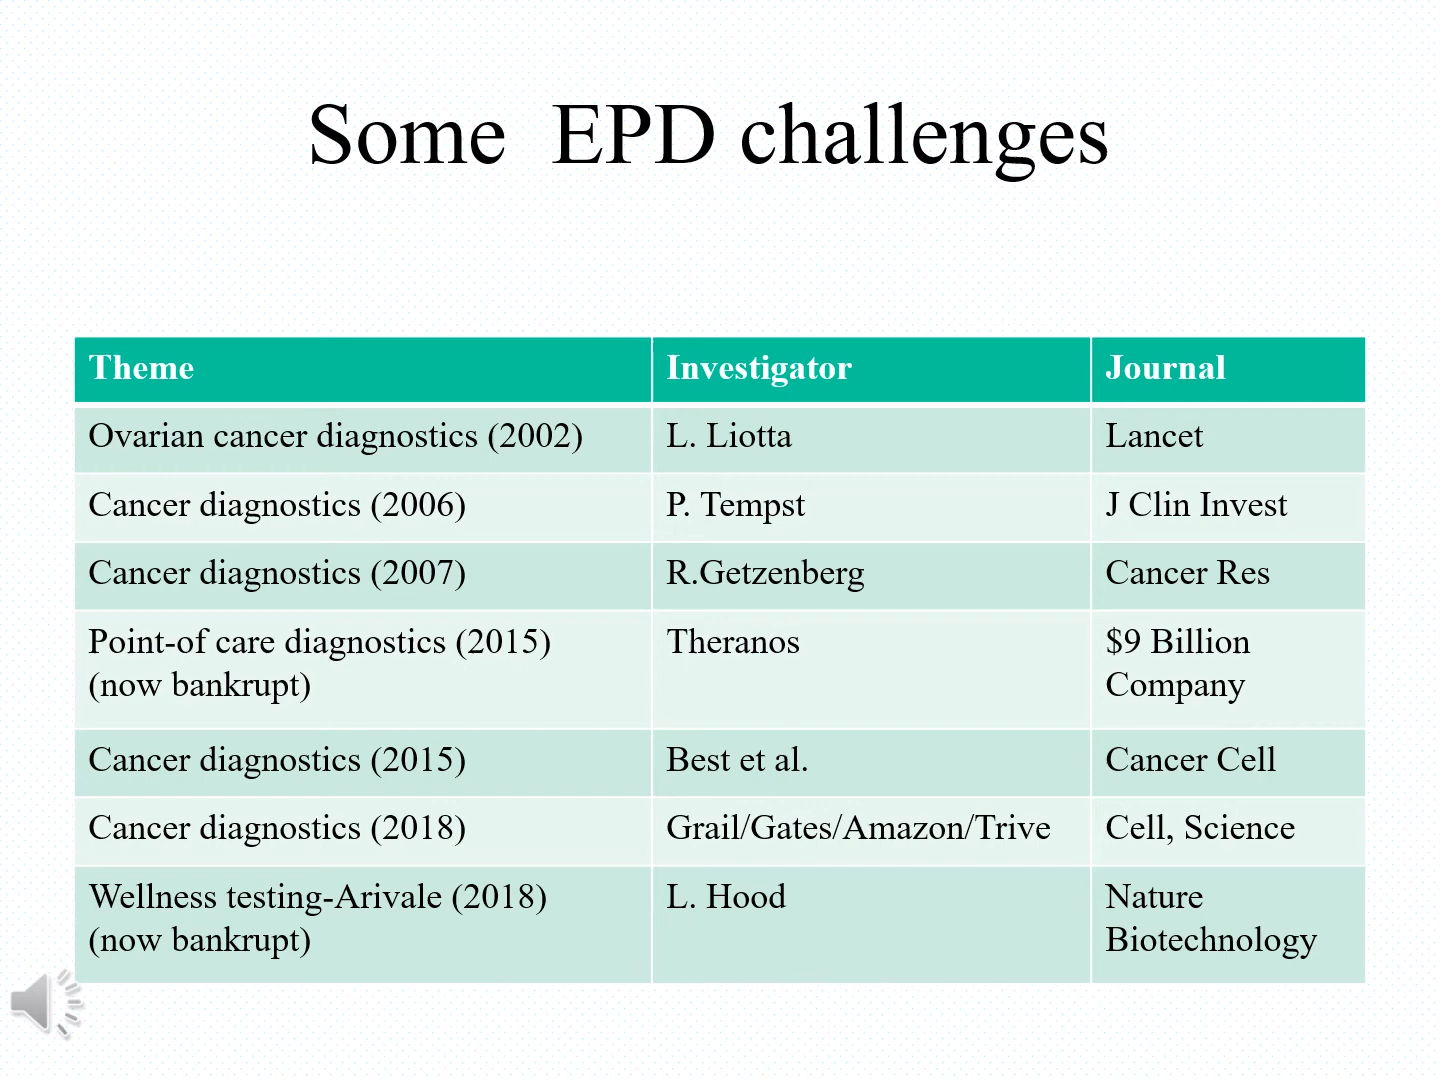 Some  EPD challenges
Theme Investigator Journal
Ovarian cancer diagnostics (2002) L. Liotta Lancet
Cancer diagnostics (2006) P. Tempst J Clin Invest
Cancer diagnostics (2007) R.Getzenberg Cancer Res
Point-of care diagnostics (2015) Theranos $9 Billion
(now bankrupt) Company
Cancer diagnostics (2015) Best et al. Cancer Cell
Cancer diagnostics (2018) Grail/Gates/Amazon/Trive Cell, Science
Wellness testing-Arivale (2018) L. Hood Nature
(now bankrupt) Biotechnology